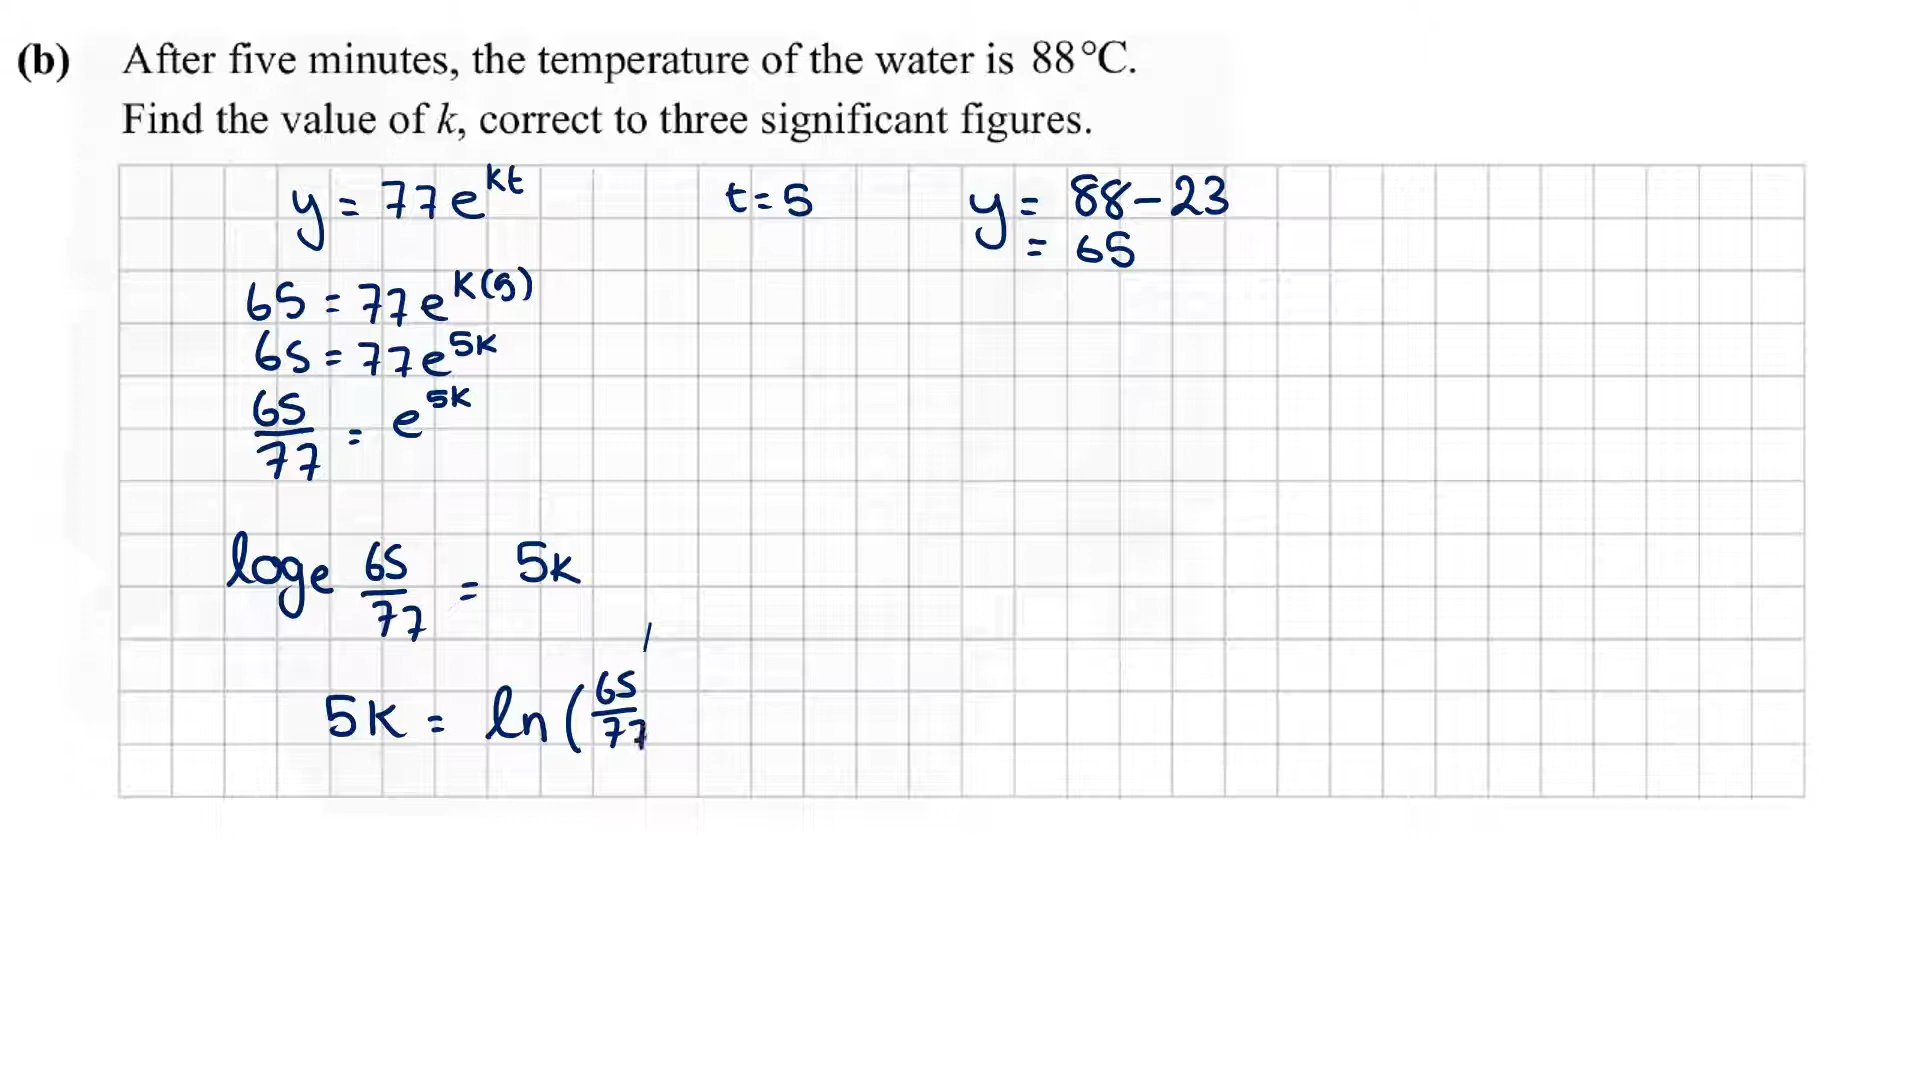 (b) After five minutes, the temperature of the water is 88°C.
Find the value of k, correct to three significant figures.
y = 77e^kt t=5 y = 88-23
= 65
65 = 77e^k(5)
65 = 77e^5k
65/77 = e^5k
loge 65/77 = 5k
5k = ln (65/77